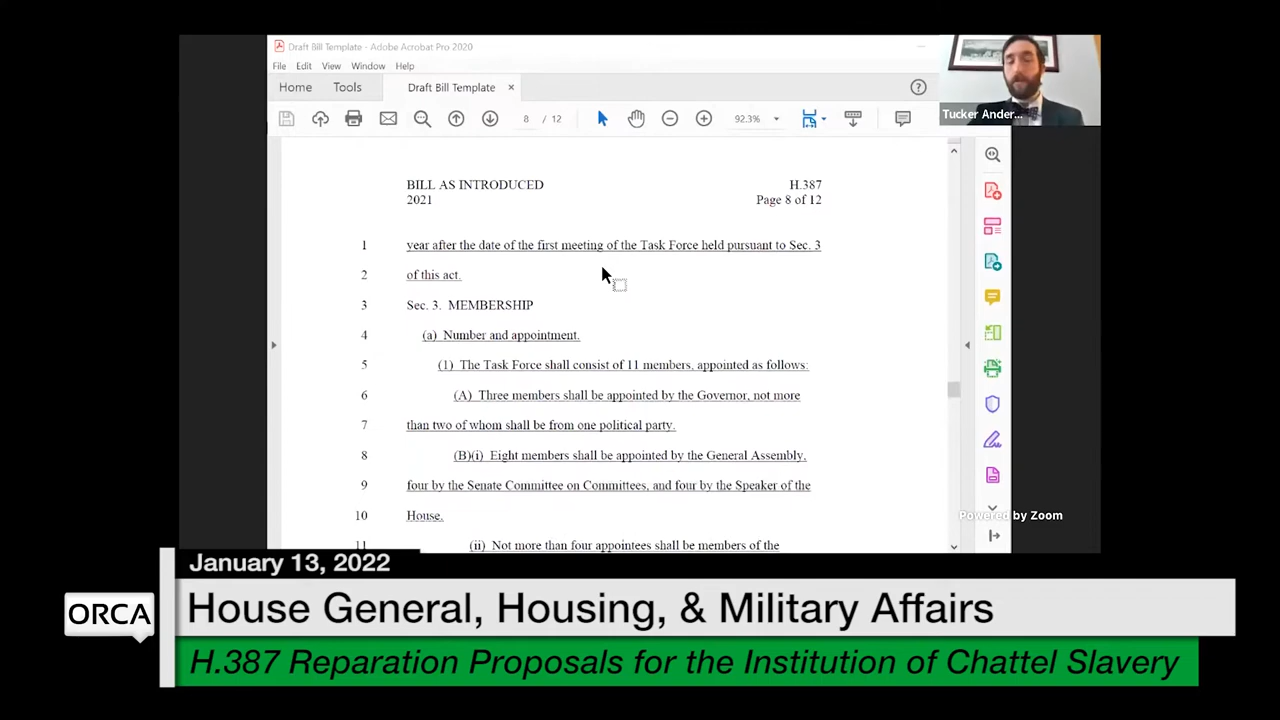 Draft Bill Template - Adobe Acrobat Pro 2020
File Edit View Window Help
Home Tools Draft Bill Template ×
8 / 12 92.3%
Tucker Ander...
BILL AS INTRODUCED H.387
2021 Page 8 of 12
1 year after the date of the first meeting of the Task Force held pursuant to Sec. 3
2 of this act.
3 Sec. 3. MEMBERSHIP
4 (a) Number and appointment.
5 (1) The Task Force shall consist of 11 members, appointed as follows:
6 (A) Three members shall be appointed by the Governor, not more
7 than two of whom shall be from one political party.
8 (B)(i) Eight members shall be appointed by the General Assembly,
9 four by the Senate Committee on Committees, and four by the Speaker of the
10 House.
11 (ii) Not more than four appointees shall be members of the
Powered by Zoom
January 13, 2022
ORCA
House General, Housing, & Military Affairs
H.387 Reparation Proposals for the Institution of Chattel Slavery